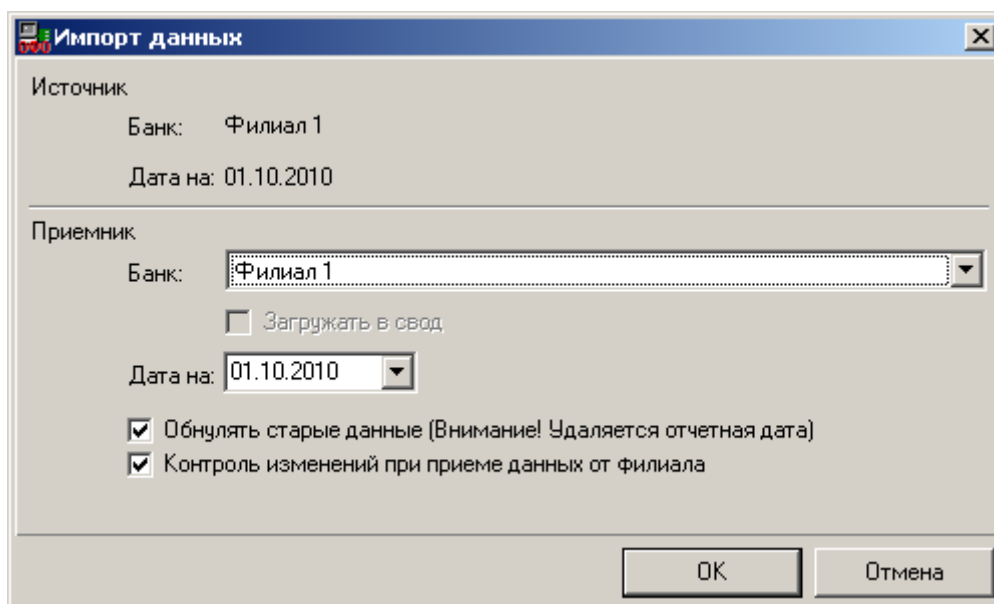 Импорт данных
Источник
Банк: Филиал 1
Дата на: 01.10.2010
Приемник
Банк: Филиал 1
Загружать в свод
Дата на: 01.10.2010
Обнулять старые данные (Внимание! Удаляется отчетная дата)
Контроль изменений при приеме данных от филиала
OK Отмена